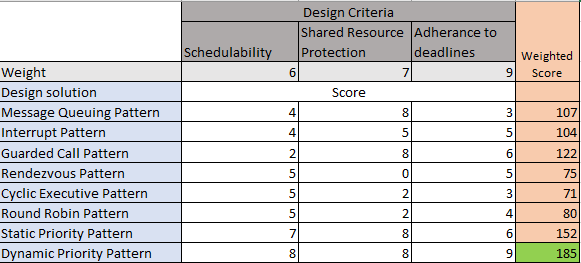 Design Criteria
Schedulability Shared Resource Protection Adherance to deadlines Weighted Score
Weight 6 7 9
Design solution Score
Message Queuing Pattern 4 8 3 107
Interrupt Pattern 4 5 5 104
Guarded Call Pattern 2 8 6 122
Rendezvous Pattern 5 0 5 75
Cyclic Executive Pattern 5 2 3 71
Round Robin Pattern 5 2 4 80
Static Priority Pattern 7 8 6 152
Dynamic Priority Pattern 8 8 9 185